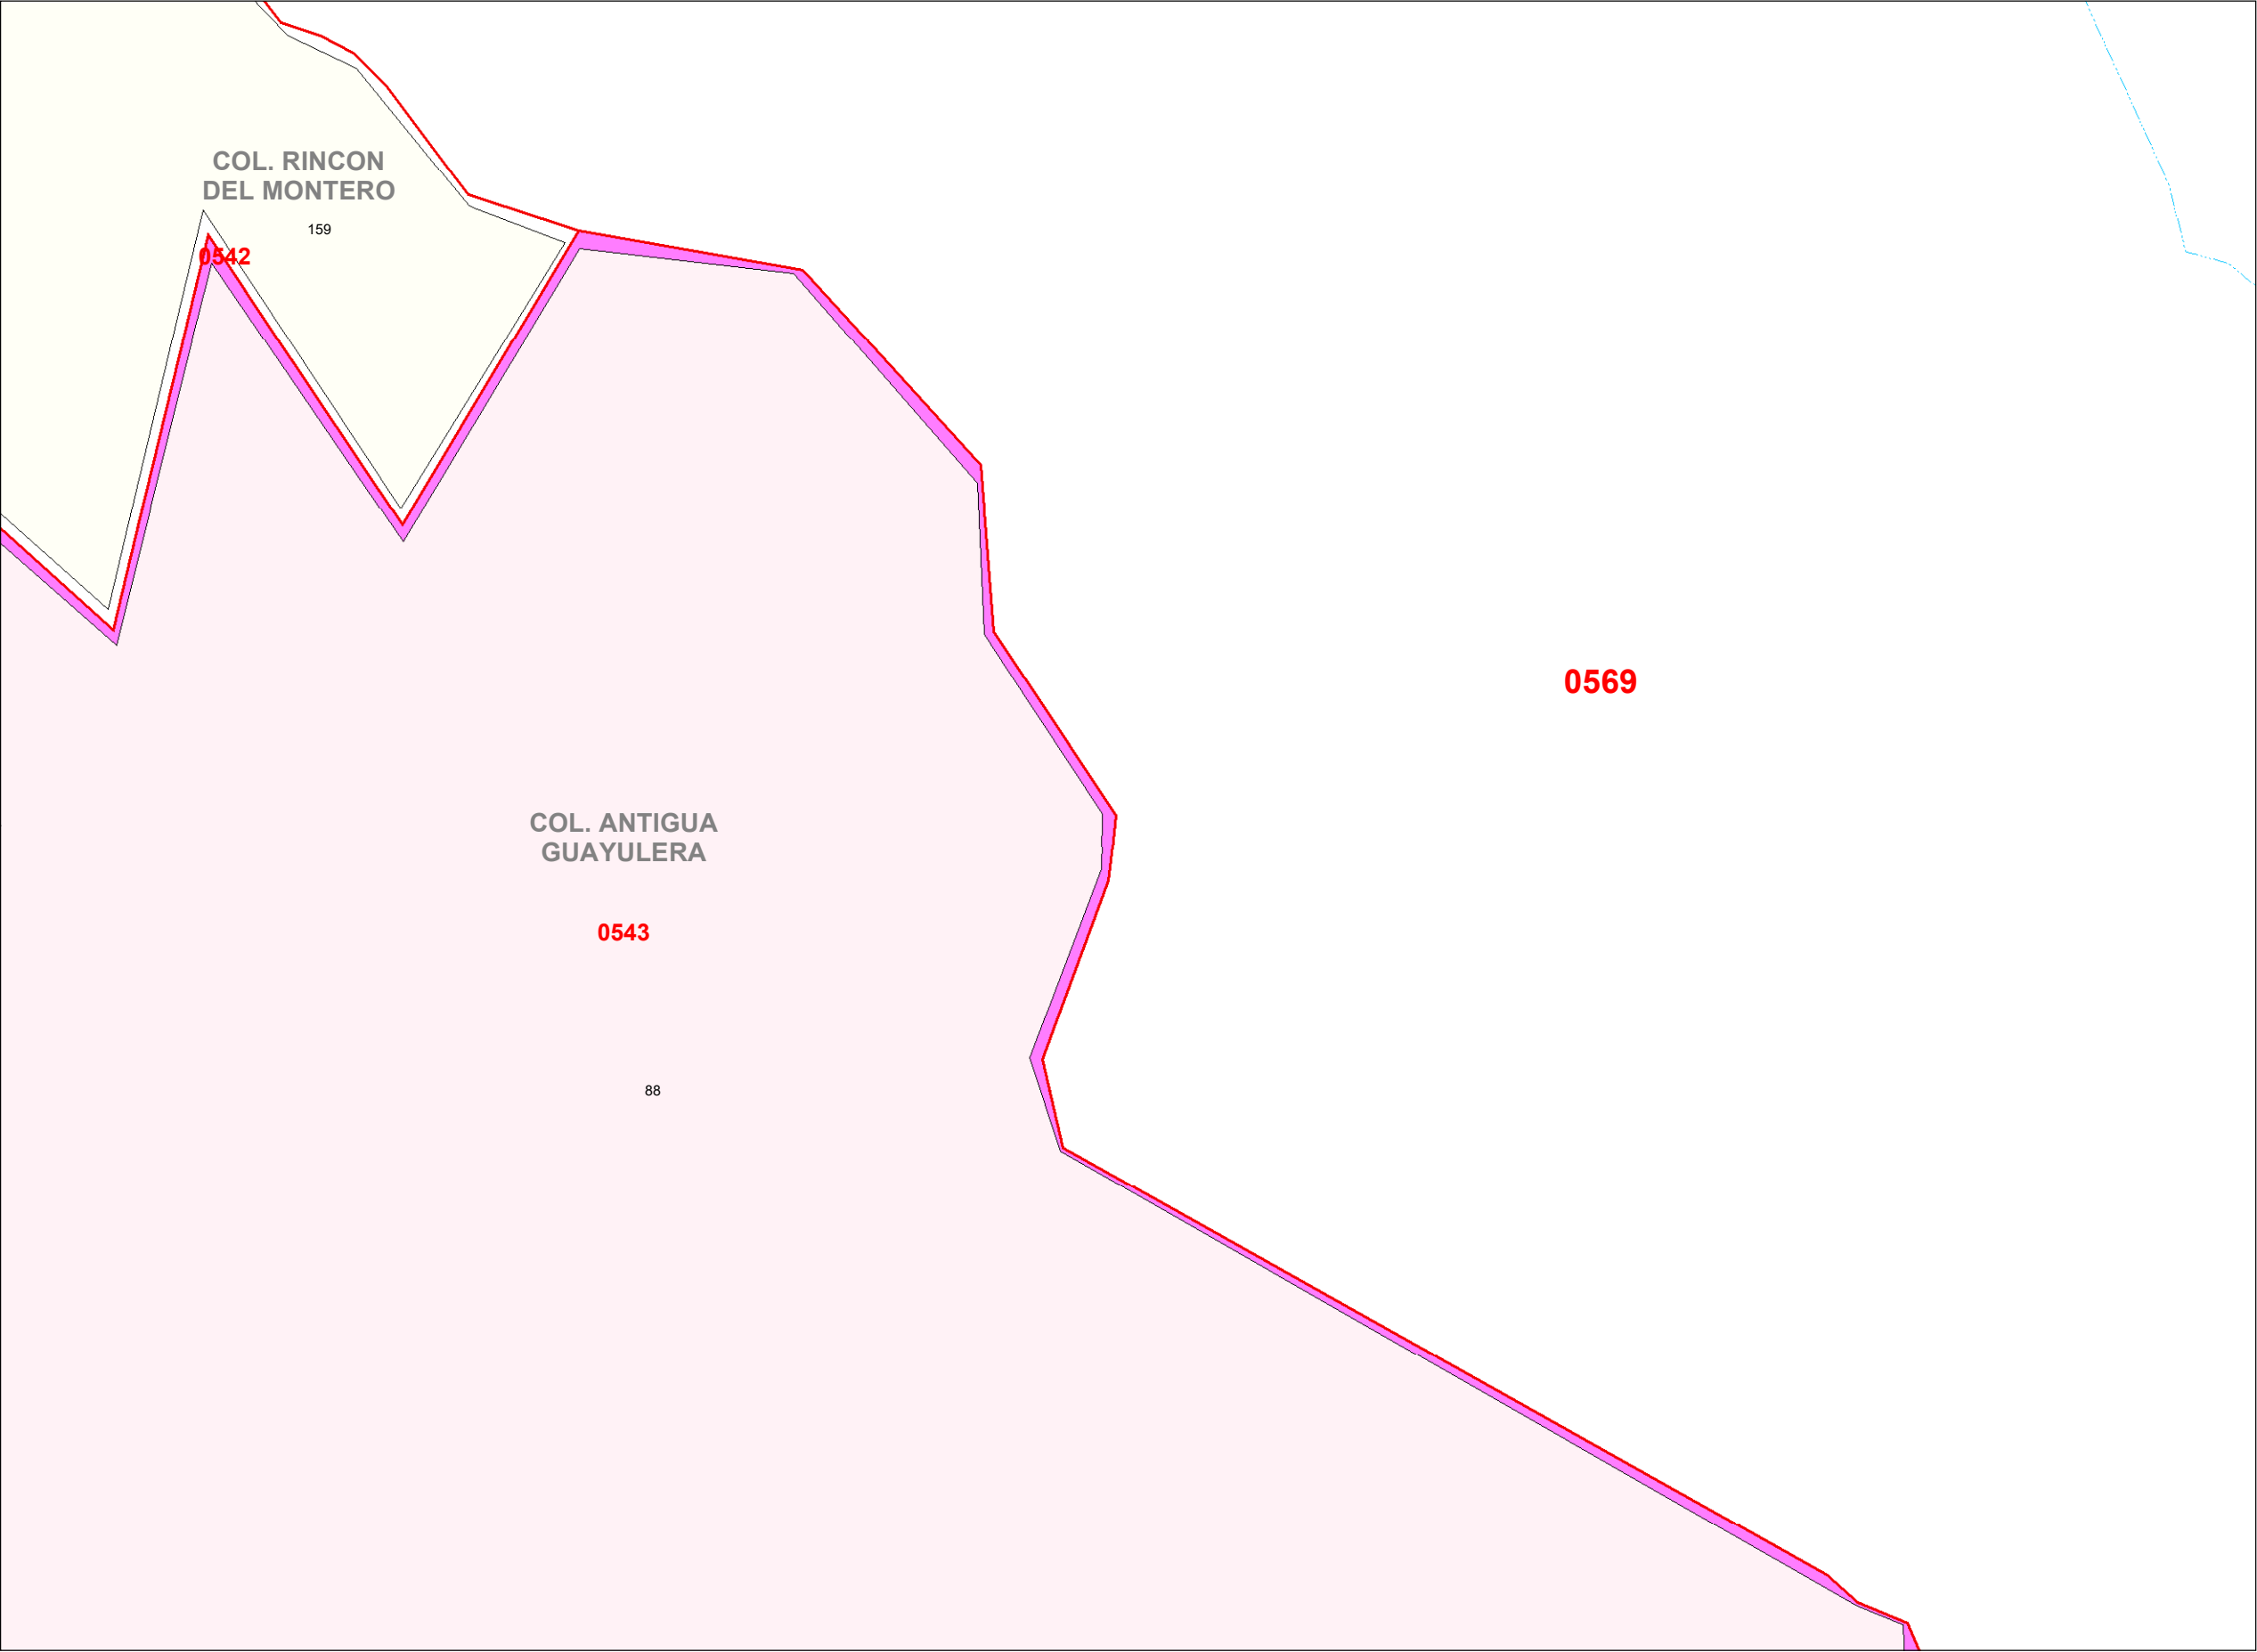 COL. RINCON
DEL MONTERO
159
0542
0569
COL. ANTIGUA
GUAYULERA
0543
88